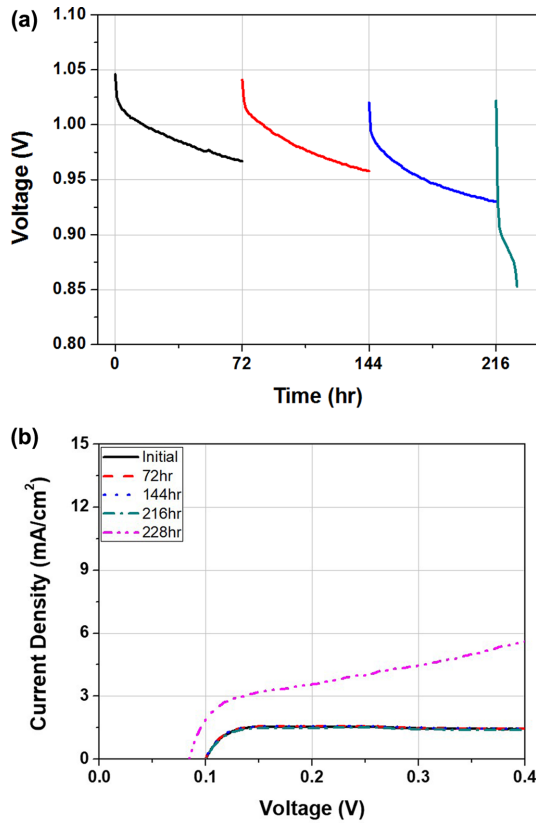 (a)
1.10
1.05
1.00
0.95
0.90
0.85
0.80
Voltage (V)
0 72 144 216
Time (hr)
(b)
15
12
9
6
3
0
Current Density (mA/cm²)
Initial
72hr
144hr
216hr
228hr
0.0 0.1 0.2 0.3 0.4
Voltage (V)